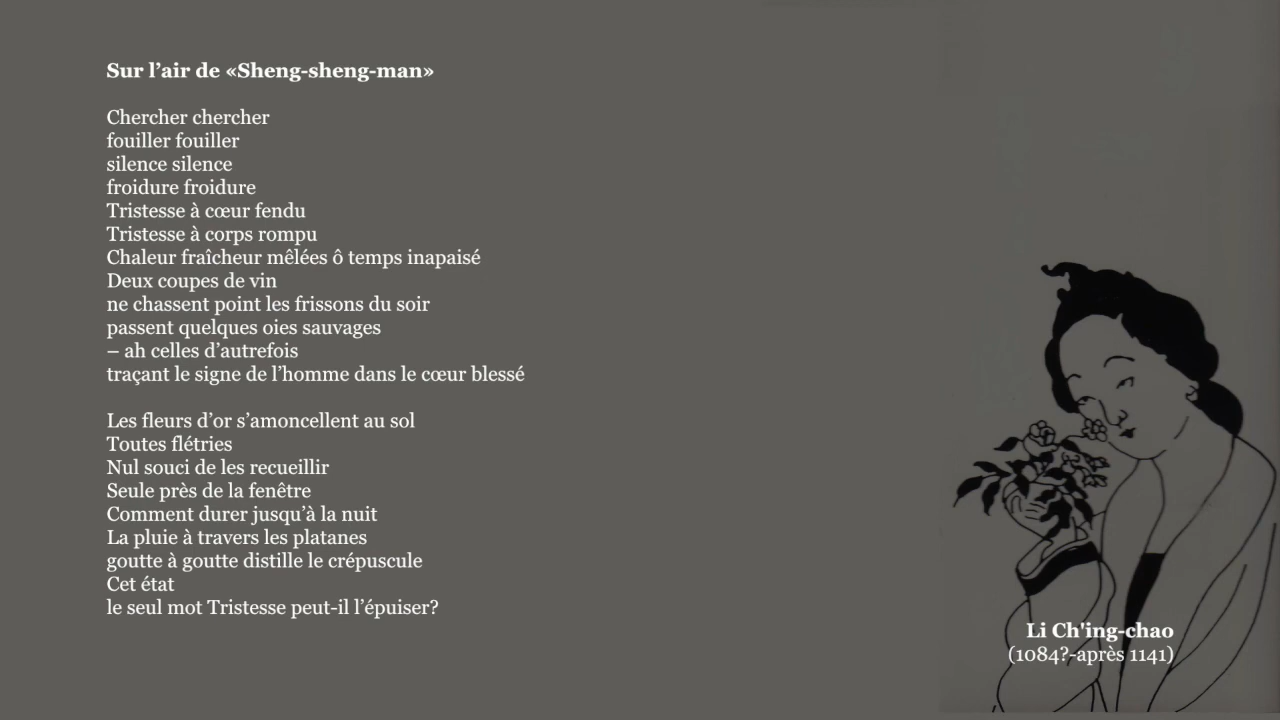 Sur l’air de «Sheng-sheng-man»
Chercher chercher
fouiller fouiller
silence silence
froidure froidure
Tristesse à cœur fendu
Tristesse à corps rompu
Chaleur fraîcheur mêlées ô temps inapaisé
Deux coupes de vin
ne chassent point les frissons du soir
passent quelques oies sauvages
– ah celles d’autrefois
traçant le signe de l’homme dans le cœur blessé
Les fleurs d’or s’amoncellent au sol
Toutes flétries
Nul souci de les recueillir
Seule près de la fenêtre
Comment durer jusqu’à la nuit
La pluie à travers les platanes
goutte à goutte distille le crépuscule
Cet état
le seul mot Tristesse peut-il l’épuiser?
Li Ch'ing-chao
(1084?-après 1141)